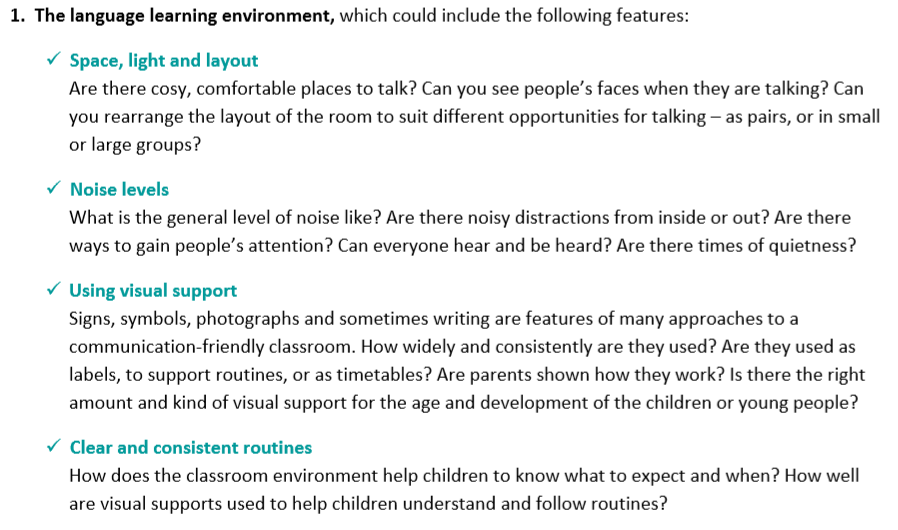 1. The language learning environment, which could include the following features:
✓ Space, light and layout
Are there cosy, comfortable places to talk? Can you see people's faces when they are talking? Can
you rearrange the layout of the room to suit different opportunities for talking – as pairs, or in small
or large groups?
✓ Noise levels
What is the general level of noise like? Are there noisy distractions from inside or out? Are there
ways to gain people's attention? Can everyone hear and be heard? Are there times of quietness?
✓ Using visual support
Signs, symbols, photographs and sometimes writing are features of many approaches to a
communication-friendly classroom. How widely and consistently are they used? Are they used as
labels, to support routines, or as timetables? Are parents shown how they work? Is there the right
amount and kind of visual support for the age and development of the children or young people?
✓ Clear and consistent routines
How does the classroom environment help children to know what to expect and when? How well
are visual supports used to help children understand and follow routines?